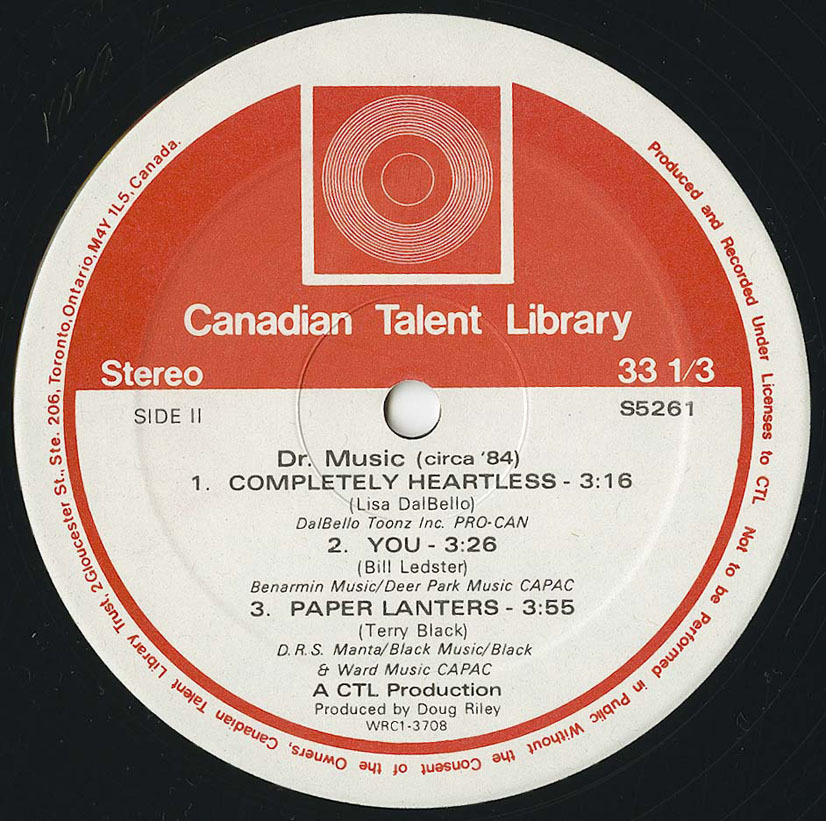 Canadian Talent Library
Stereo
33 1/3
SIDE II
S5261
Dr. Music (circa '84)
1. COMPLETELY HEARTLESS - 3:16
(Lisa DalBello)
DalBello Toonz Inc. PRO-CAN
2. YOU - 3:26
(Bill Ledster)
Benarmin Music/Deer Park Music CAPAC
3. PAPER LANTERS - 3:55
(Terry Black)
D.R.S. Manta/Black Music/Black
& Ward Music CAPAC
A CTL Production
Produced by Doug Riley
WRC1-3708
Produced and Recorded Under Licenses to CTL Not to be Performed in Public Without the Consent of the Owners, Canadian Talent Library Trust, 2 Gloucester St., Ste. 206, Toronto, Ontario, M4Y 1L5, Canada.